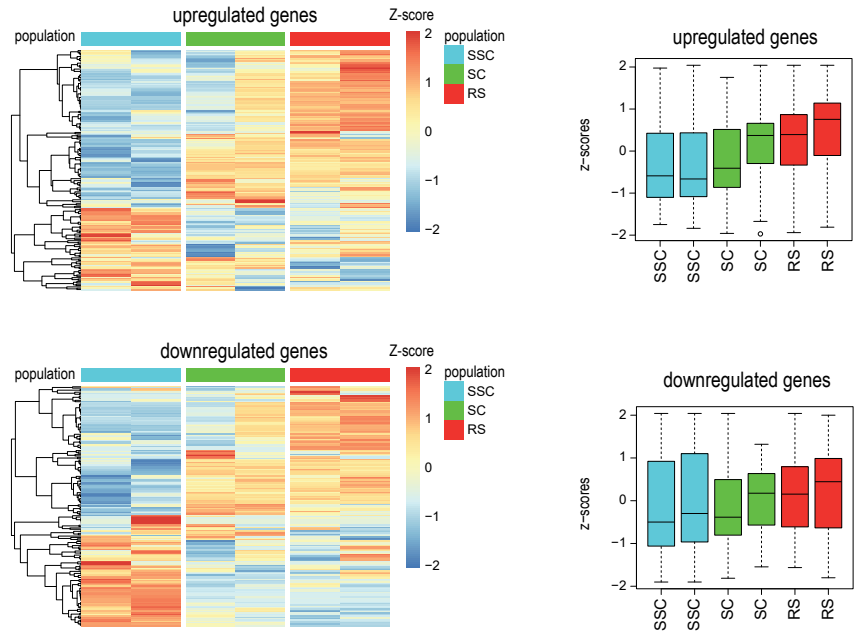 upregulated genes
Z-score
population
population
SSC
SC
RS
2
1
0
−1
−2
upregulated genes
z−scores
2
1
0
−1
−2
SSC
SSC
SC
SC
RS
RS
downregulated genes
Z-score
population
population
SSC
SC
RS
2
1
0
−1
−2
downregulated genes
z−scores
2
1
0
−1
−2
SSC
SSC
SC
SC
RS
RS